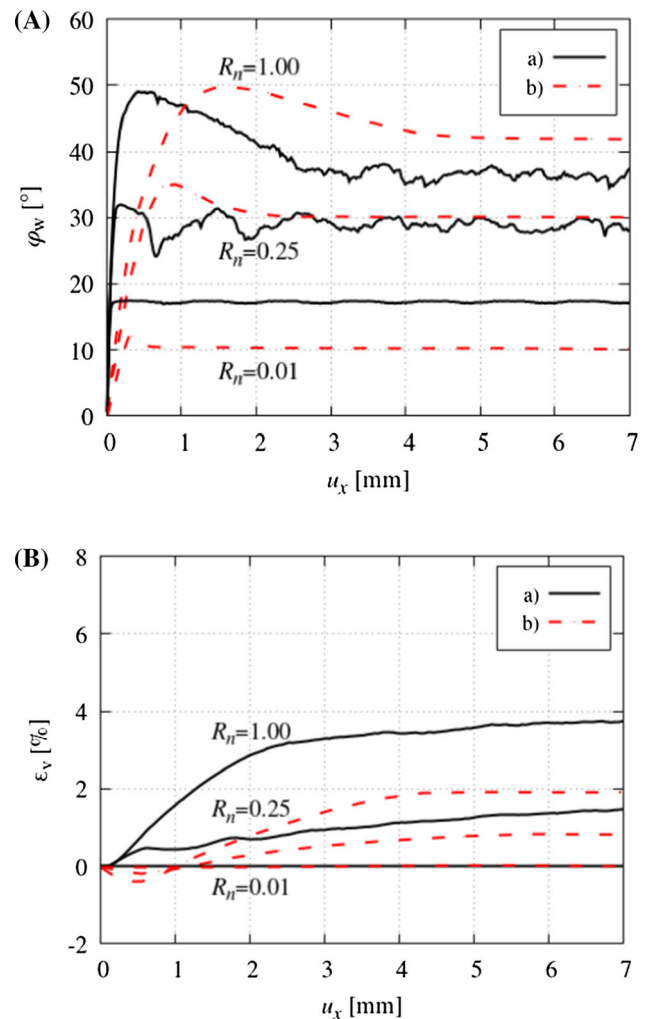 (A)
60
50
40
30
20
10
0
φw [°]
a)
b)
Rn=1.00
Rn=0.25
Rn=0.01
0 1 2 3 4 5 6 7
ux [mm]
(B)
8
6
4
2
0
-2
εv [%]
a)
b)
Rn=1.00
Rn=0.25
Rn=0.01
0 1 2 3 4 5 6 7
ux [mm]